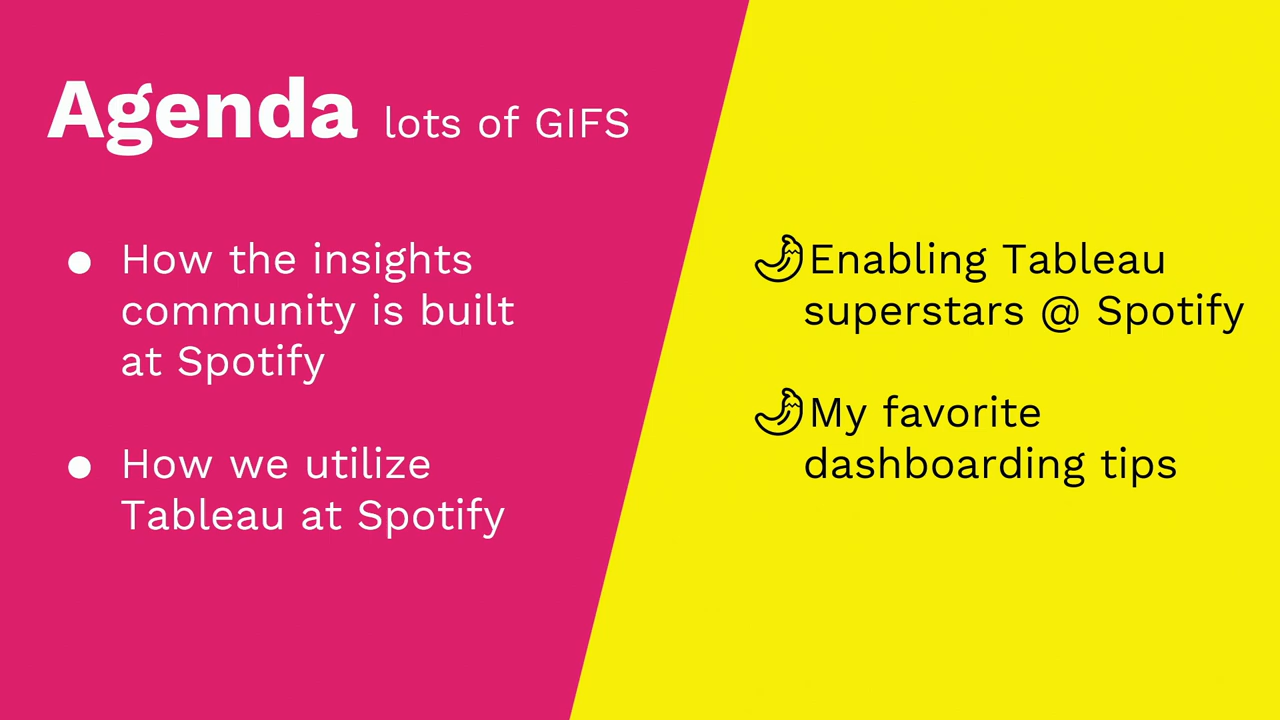 Agenda lots of GIFS
● How the insights
community is built
at Spotify
● How we utilize
Tableau at Spotify
🌶Enabling Tableau
superstars @ Spotify
🌶My favorite
dashboarding tips